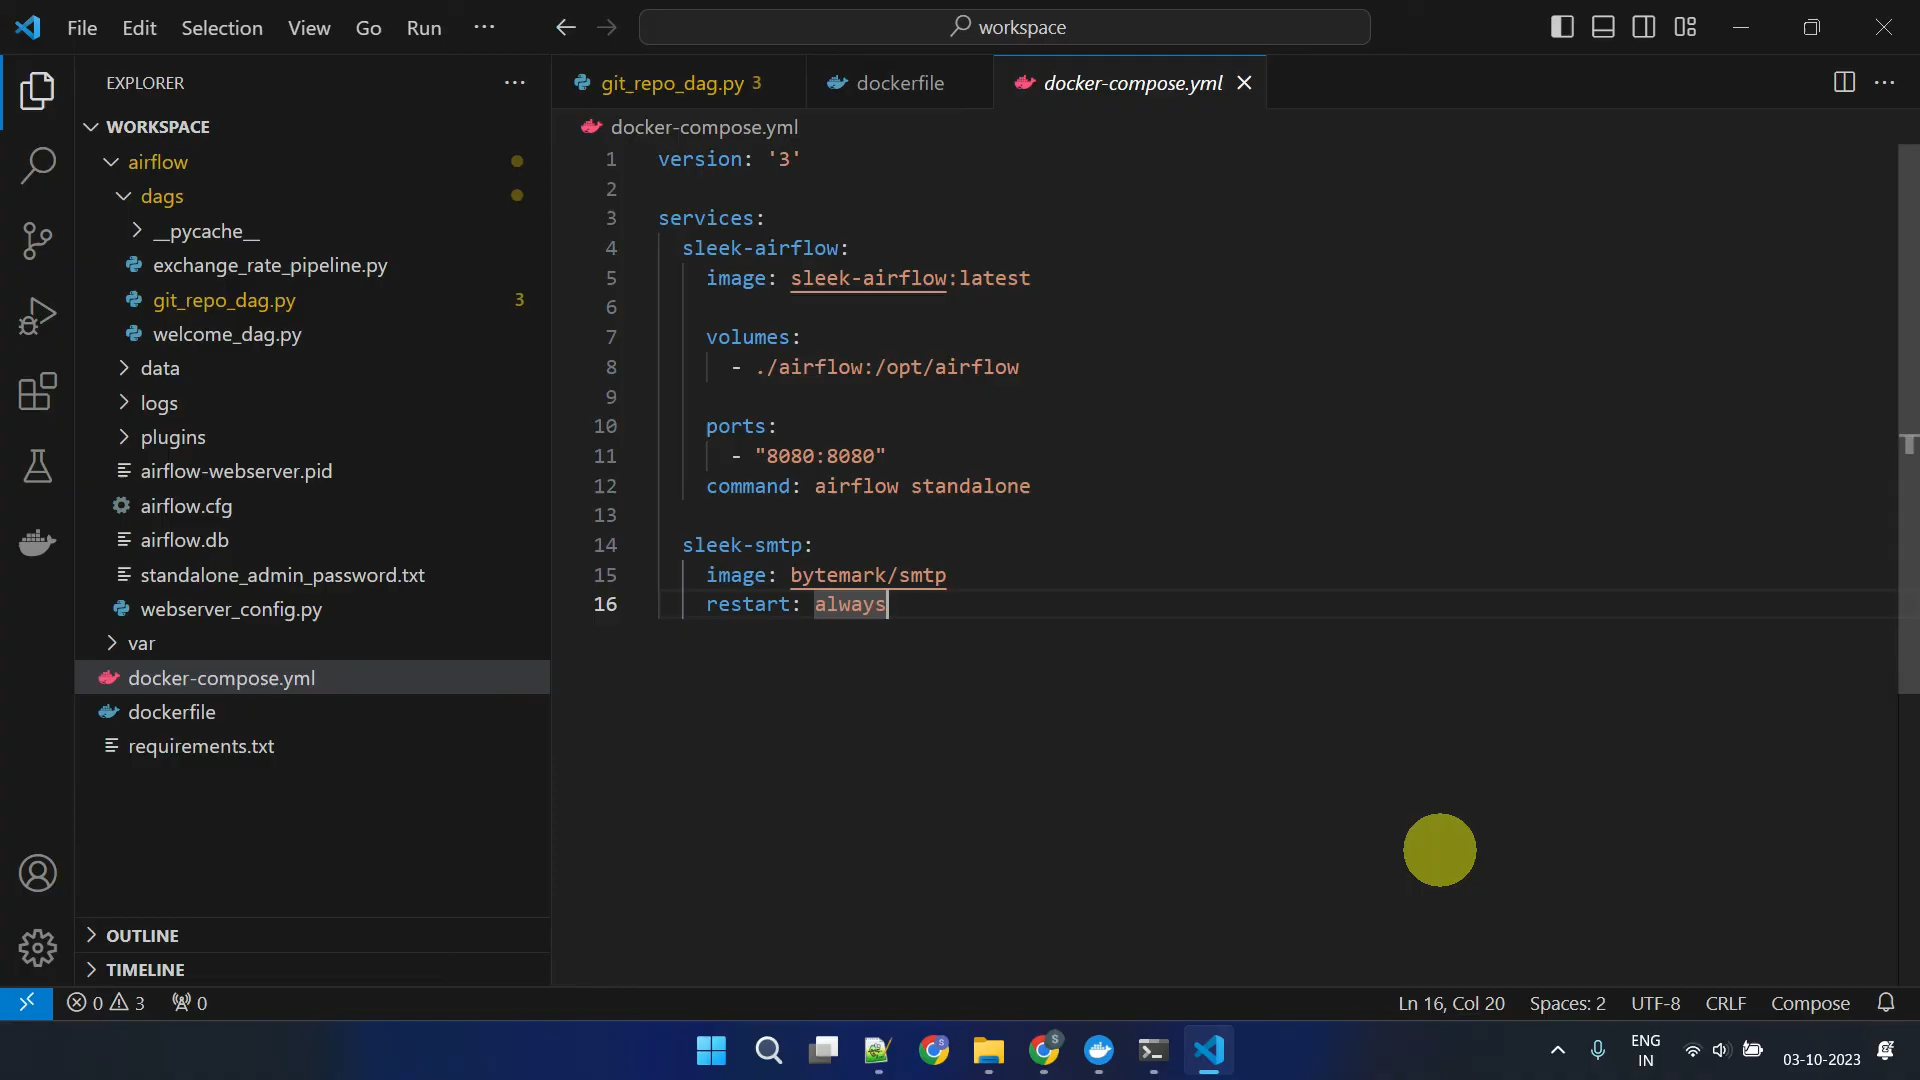 File Edit Selection View Go Run ···
workspace
EXPLORER ···
WORKSPACE
airflow
dags
__pycache__
exchange_rate_pipeline.py
git_repo_dag.py 3
welcome_dag.py
data
logs
plugins
airflow-webserver.pid
airflow.cfg
airflow.db
standalone_admin_password.txt
webserver_config.py
var
docker-compose.yml
dockerfile
requirements.txt
OUTLINE
TIMELINE
git_repo_dag.py 3 dockerfile docker-compose.yml
docker-compose.yml
1 version: '3'
2
3 services:
4 sleek-airflow:
5 image: sleek-airflow:latest
6
7 volumes:
8 - ./airflow:/opt/airflow
9
10 ports:
11 - "8080:8080"
12 command: airflow standalone
13
14 sleek-smtp:
15 image: bytemark/smtp
16 restart: always
0 3 0 Ln 16, Col 20 Spaces: 2 UTF-8 CRLF Compose
S S
ENG
IN
03-10-2023